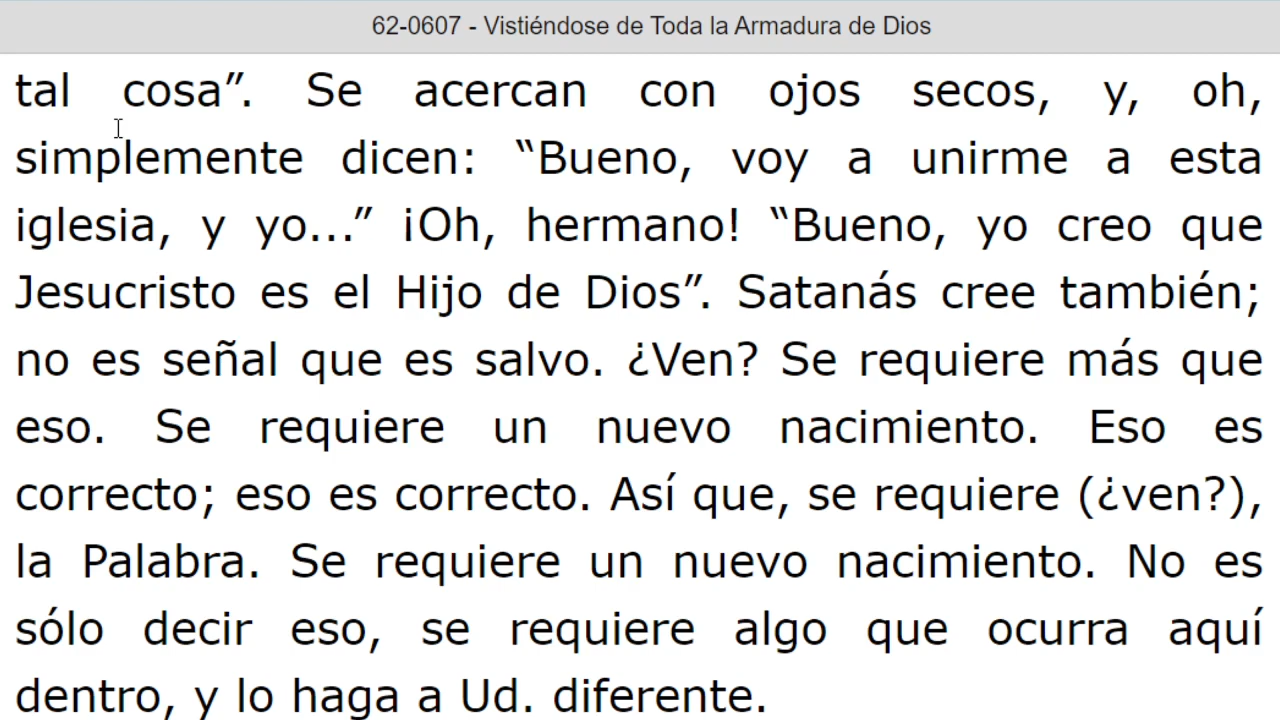 62-0607 - Vistiéndose de Toda la Armadura de Dios
tal cosa”. Se acercan con ojos secos, y, oh,
simplemente dicen: “Bueno, voy a unirme a esta
iglesia, y yo...” ¡Oh, hermano! “Bueno, yo creo que
Jesucristo es el Hijo de Dios”. Satanás cree también;
no es señal que es salvo. ¿Ven? Se requiere más que
eso. Se requiere un nuevo nacimiento. Eso es
correcto; eso es correcto. Así que, se requiere (¿ven?),
la Palabra. Se requiere un nuevo nacimiento. No es
sólo decir eso, se requiere algo que ocurra aquí
dentro, y lo haga a Ud. diferente.